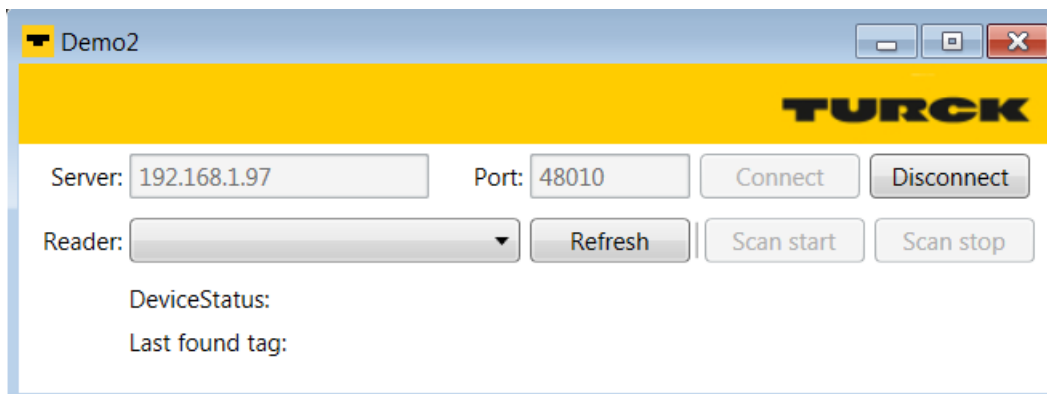 Demo2
TURCK
Server: 192.168.1.97 Port: 48010 Connect Disconnect
Reader: Refresh Scan start Scan stop
DeviceStatus:
Last found tag: